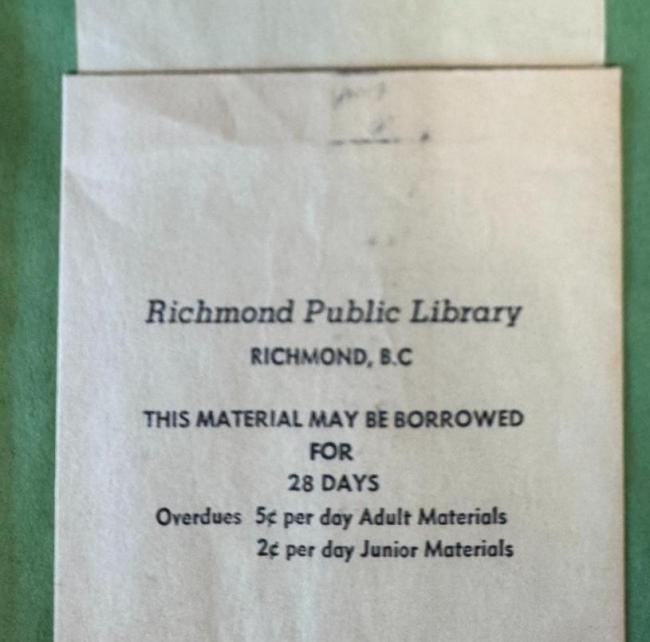 Richmond Public Library
RICHMOND, B.C
THIS MATERIAL MAY BE BORROWED
FOR
28 DAYS
Overdues 5¢ per day Adult Materials
2¢ per day Junior Materials